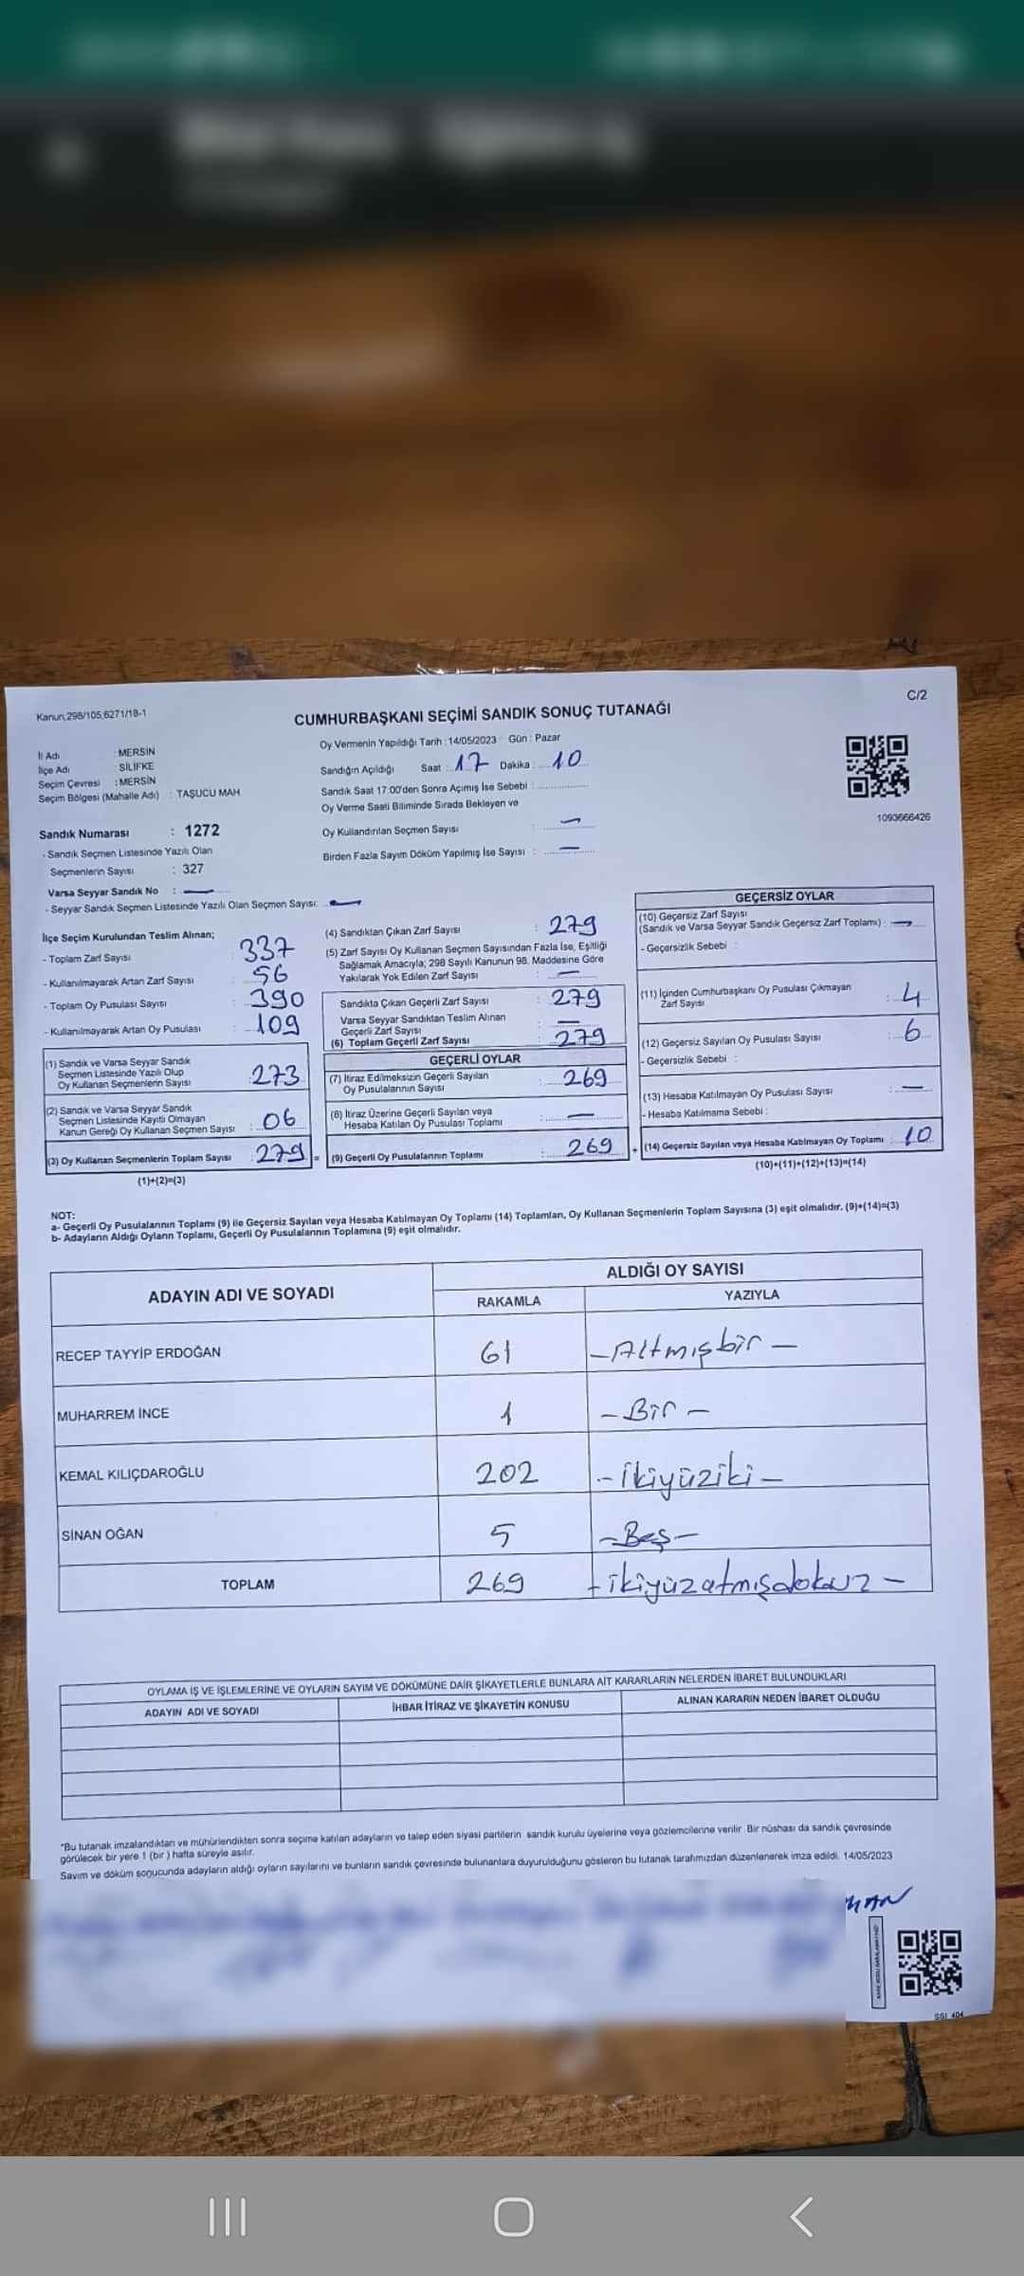 Kanun:298/105,6271/18-1
C/2
CUMHURBAŞKANI SEÇİMİ SANDIK SONUÇ TUTANAĞI
İl Adı : MERSİN
İlçe Adı : SİLİFKE
Seçim Çevresi : MERSİN
Seçim Bölgesi (Mahalle Adı) : TAŞUCU MAH
Sandık Numarası : 1272
- Sandık Seçmen Listesinde Yazılı Olan
Seçmenlerin Sayısı : 327
Varsa Seyyar Sandık No : —
- Seyyar Sandık Seçmen Listesinde Yazılı Olan Seçmen Sayısı: —
Oy Vermenin Yapıldığı Tarih : 14/05/2023 Gün : Pazar
Sandığın Açıldığı Saat : 17 Dakika : 10
Sandık Saat 17:00'den Sonra Açımış İse Sebebi :
Oy Verme Saati Bitiminde Sırada Bekleyen ve
Oy Kullandırılan Seçmen Sayısı : —
Birden Fazla Sayım Döküm Yapılmış İse Sayısı : —
1093666426
İlçe Seçim Kurulundan Teslim Alınan;
- Toplam Zarf Sayısı : 337
- Kullanılmayarak Artan Zarf Sayısı : 56
- Toplam Oy Pusulası Sayısı : 390
- Kullanılmayarak Artan Oy Pusulası : 109
(1) Sandık ve Varsa Seyyar Sandık
Seçmen Listesinde Yazılı Olup
Oy Kullanan Seçmenlerin Sayısı : 273
(2) Sandık ve Varsa Seyyar Sandık
Seçmen Listesinde Kayıtlı Olmayan
Kanun Gereği Oy Kullanan Seçmen Sayısı : 06
(3) Oy Kullanan Seçmenlerin Toplam Sayısı : 279 =
(1)+(2)=(3)
(4) Sandıktan Çıkan Zarf Sayısı : 279
(5) Zarf Sayısı Oy Kullanan Seçmen Sayısından Fazla İse, Eşitliği
Sağlamak Amacıyla; 298 Sayılı Kanunun 98. Maddesine Göre
Yakılarak Yok Edilen Zarf Sayısı : —
Sandıkta Çıkan Geçerli Zarf Sayısı : 279
Varsa Seyyar Sandıktan Teslim Alınan
Geçerli Zarf Sayısı : —
(6) Toplam Geçerli Zarf Sayısı : 279
GEÇERLİ OYLAR
(7) İtiraz Edilmeksizin Geçerli Sayılan
Oy Pusulalarının Sayısı : 269
(8) İtiraz Üzerine Geçerli Sayılan veya
Hesaba Katılan Oy Pusulası Toplamı : —
(9) Geçerli Oy Pusulalarının Toplamı : 269 +
GEÇERSİZ OYLAR
(10) Geçersiz Zarf Sayısı
(Sandık ve Varsa Seyyar Sandık Geçersiz Zarf Toplamı) : —
- Geçersizlik Sebebi :
(11) İçinden Cumhurbaşkanı Oy Pusulası Çıkmayan
Zarf Sayısı : 4
(12) Geçersiz Sayılan Oy Pusulası Sayısı : 6
- Geçersizlik Sebebi :
(13) Hesaba Katılmayan Oy Pusulası Sayısı : —
- Hesaba Katılmama Sebebi :
(14) Geçersiz Sayılan veya Hesaba Katılmayan Oy Toplamı : 10
(10)+(11)+(12)+(13)=(14)
NOT:
a- Geçerli Oy Pusulalarının Toplamı (9) ile Geçersiz Sayılan veya Hesaba Katılmayan Oy Toplamı (14) Toplamları, Oy Kullanan Seçmenlerin Toplam Sayısına (3) eşit olmalıdır. (9)+(14)=(3)
b- Adayların Aldığı Oyların Toplamı, Geçerli Oy Pusulalarının Toplamına (9) eşit olmalıdır.
ADAYIN ADI VE SOYADI
ALDIĞI OY SAYISI
RAKAMLA YAZIYLA
RECEP TAYYİP ERDOĞAN 61 —Altmışbir—
MUHARREM İNCE 1 —Bir—
KEMAL KILIÇDAROĞLU 202 —İkiyüziki—
SİNAN OĞAN 5 —Beş—
TOPLAM 269 —ikiyüzatmışdokuz—
OYLAMA İŞ VE İŞLEMLERİNE VE OYLARIN SAYIM VE DÖKÜMÜNE DAİR ŞİKAYETLERLE BUNLARA AİT KARARLARIN NELERDEN İBARET BULUNDUKLARI
ADAYIN ADI VE SOYADI İHBAR İTİRAZ VE ŞİKAYETİN KONUSU ALINAN KARARIN NEDEN İBARET OLDUĞU
"Bu tutanak imzalandıktan ve mühürlendikten sonra seçime katılan adayların ve talep eden siyasi partilerin sandık kurulu üyelerine veya gözlemcilerine verilir. Bir nüshası da sandık çevresinde
görülecek bir yere 1 (bir) hafta süreyle asılır.
Sayım ve döküm sonucunda adayların aldığı oyların sayılarını ve bunların sandık çevresinde bulunanlara duyurulduğunu gösteren bu tutanak tarafımızdan düzenlenerek imza edildi. 14/05/2023